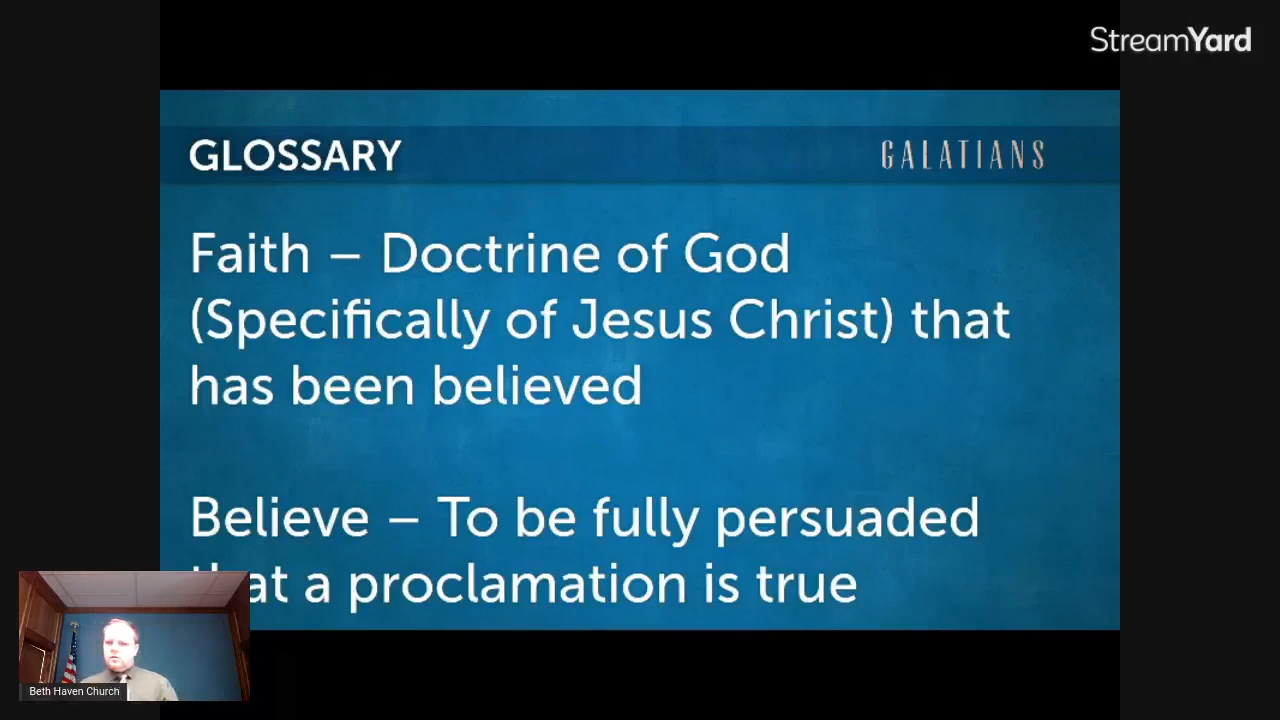 StreamYard
GLOSSARY
GALATIANS
Faith – Doctrine of God
(Specifically of Jesus Christ) that
has been believed
Believe – To be fully persuaded
that a proclamation is true
Beth Haven Church